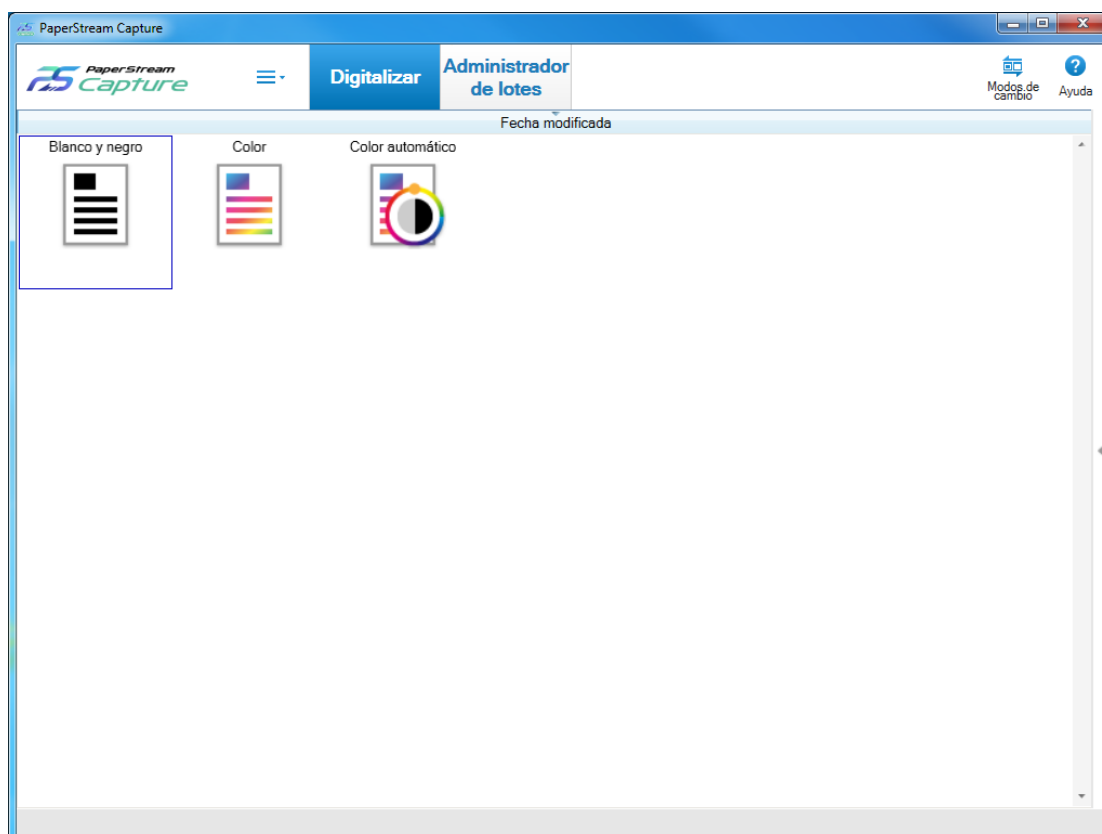 PaperStream Capture
PaperStream
Capture
Digitalizar
Administrador
de lotes
Modos de
cambio
Ayuda
Fecha modificada
Blanco y negro
Color
Color automático